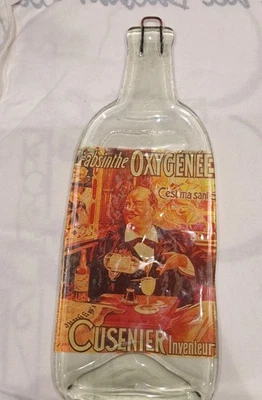 absinthe OXYGÉNÉE
C'est ma santé
CUSENIER Inventeur